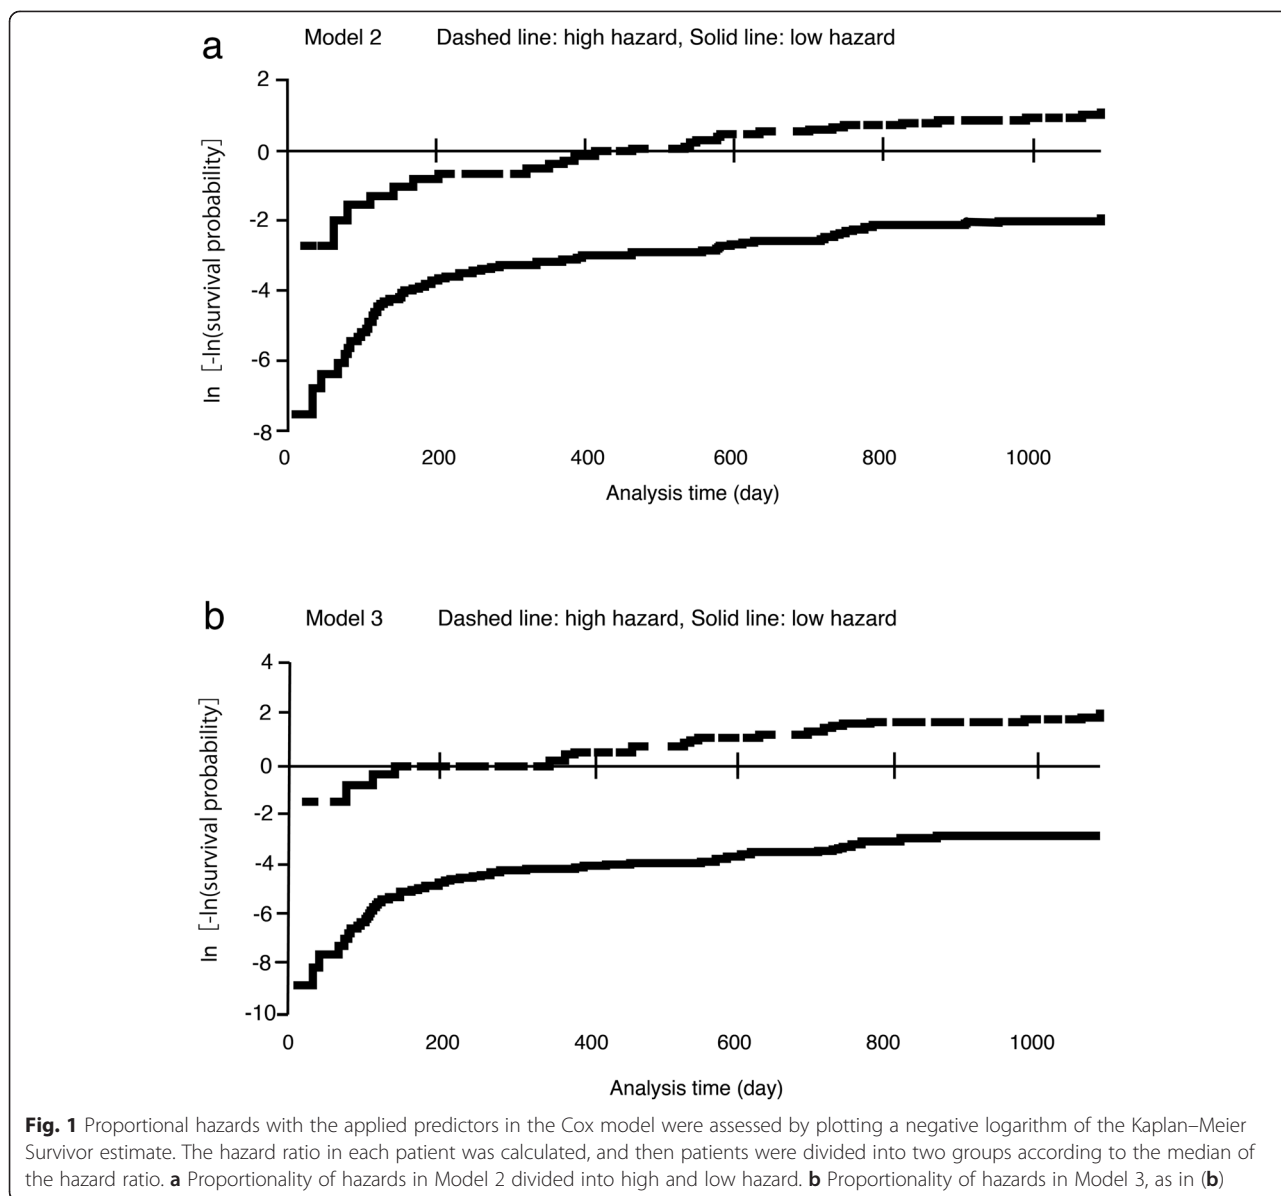 a Model 2 Dashed line: high hazard, Solid line: low hazard
2
0
-2
-4
-6
-8
ln [-ln(survival probability]
0 200 400 600 800 1000
Analysis time (day)
b Model 3 Dashed line: high hazard, Solid line: low hazard
4
2
0
-2
-4
-6
-8
-10
ln [-ln(survival probability]
0 200 400 600 800 1000
Analysis time (day)
Fig. 1 Proportional hazards with the applied predictors in the Cox model were assessed by plotting a negative logarithm of the Kaplan–Meier
Survivor estimate. The hazard ratio in each patient was calculated, and then patients were divided into two groups according to the median of
the hazard ratio. a Proportionality of hazards in Model 2 divided into high and low hazard. b Proportionality of hazards in Model 3, as in (b)